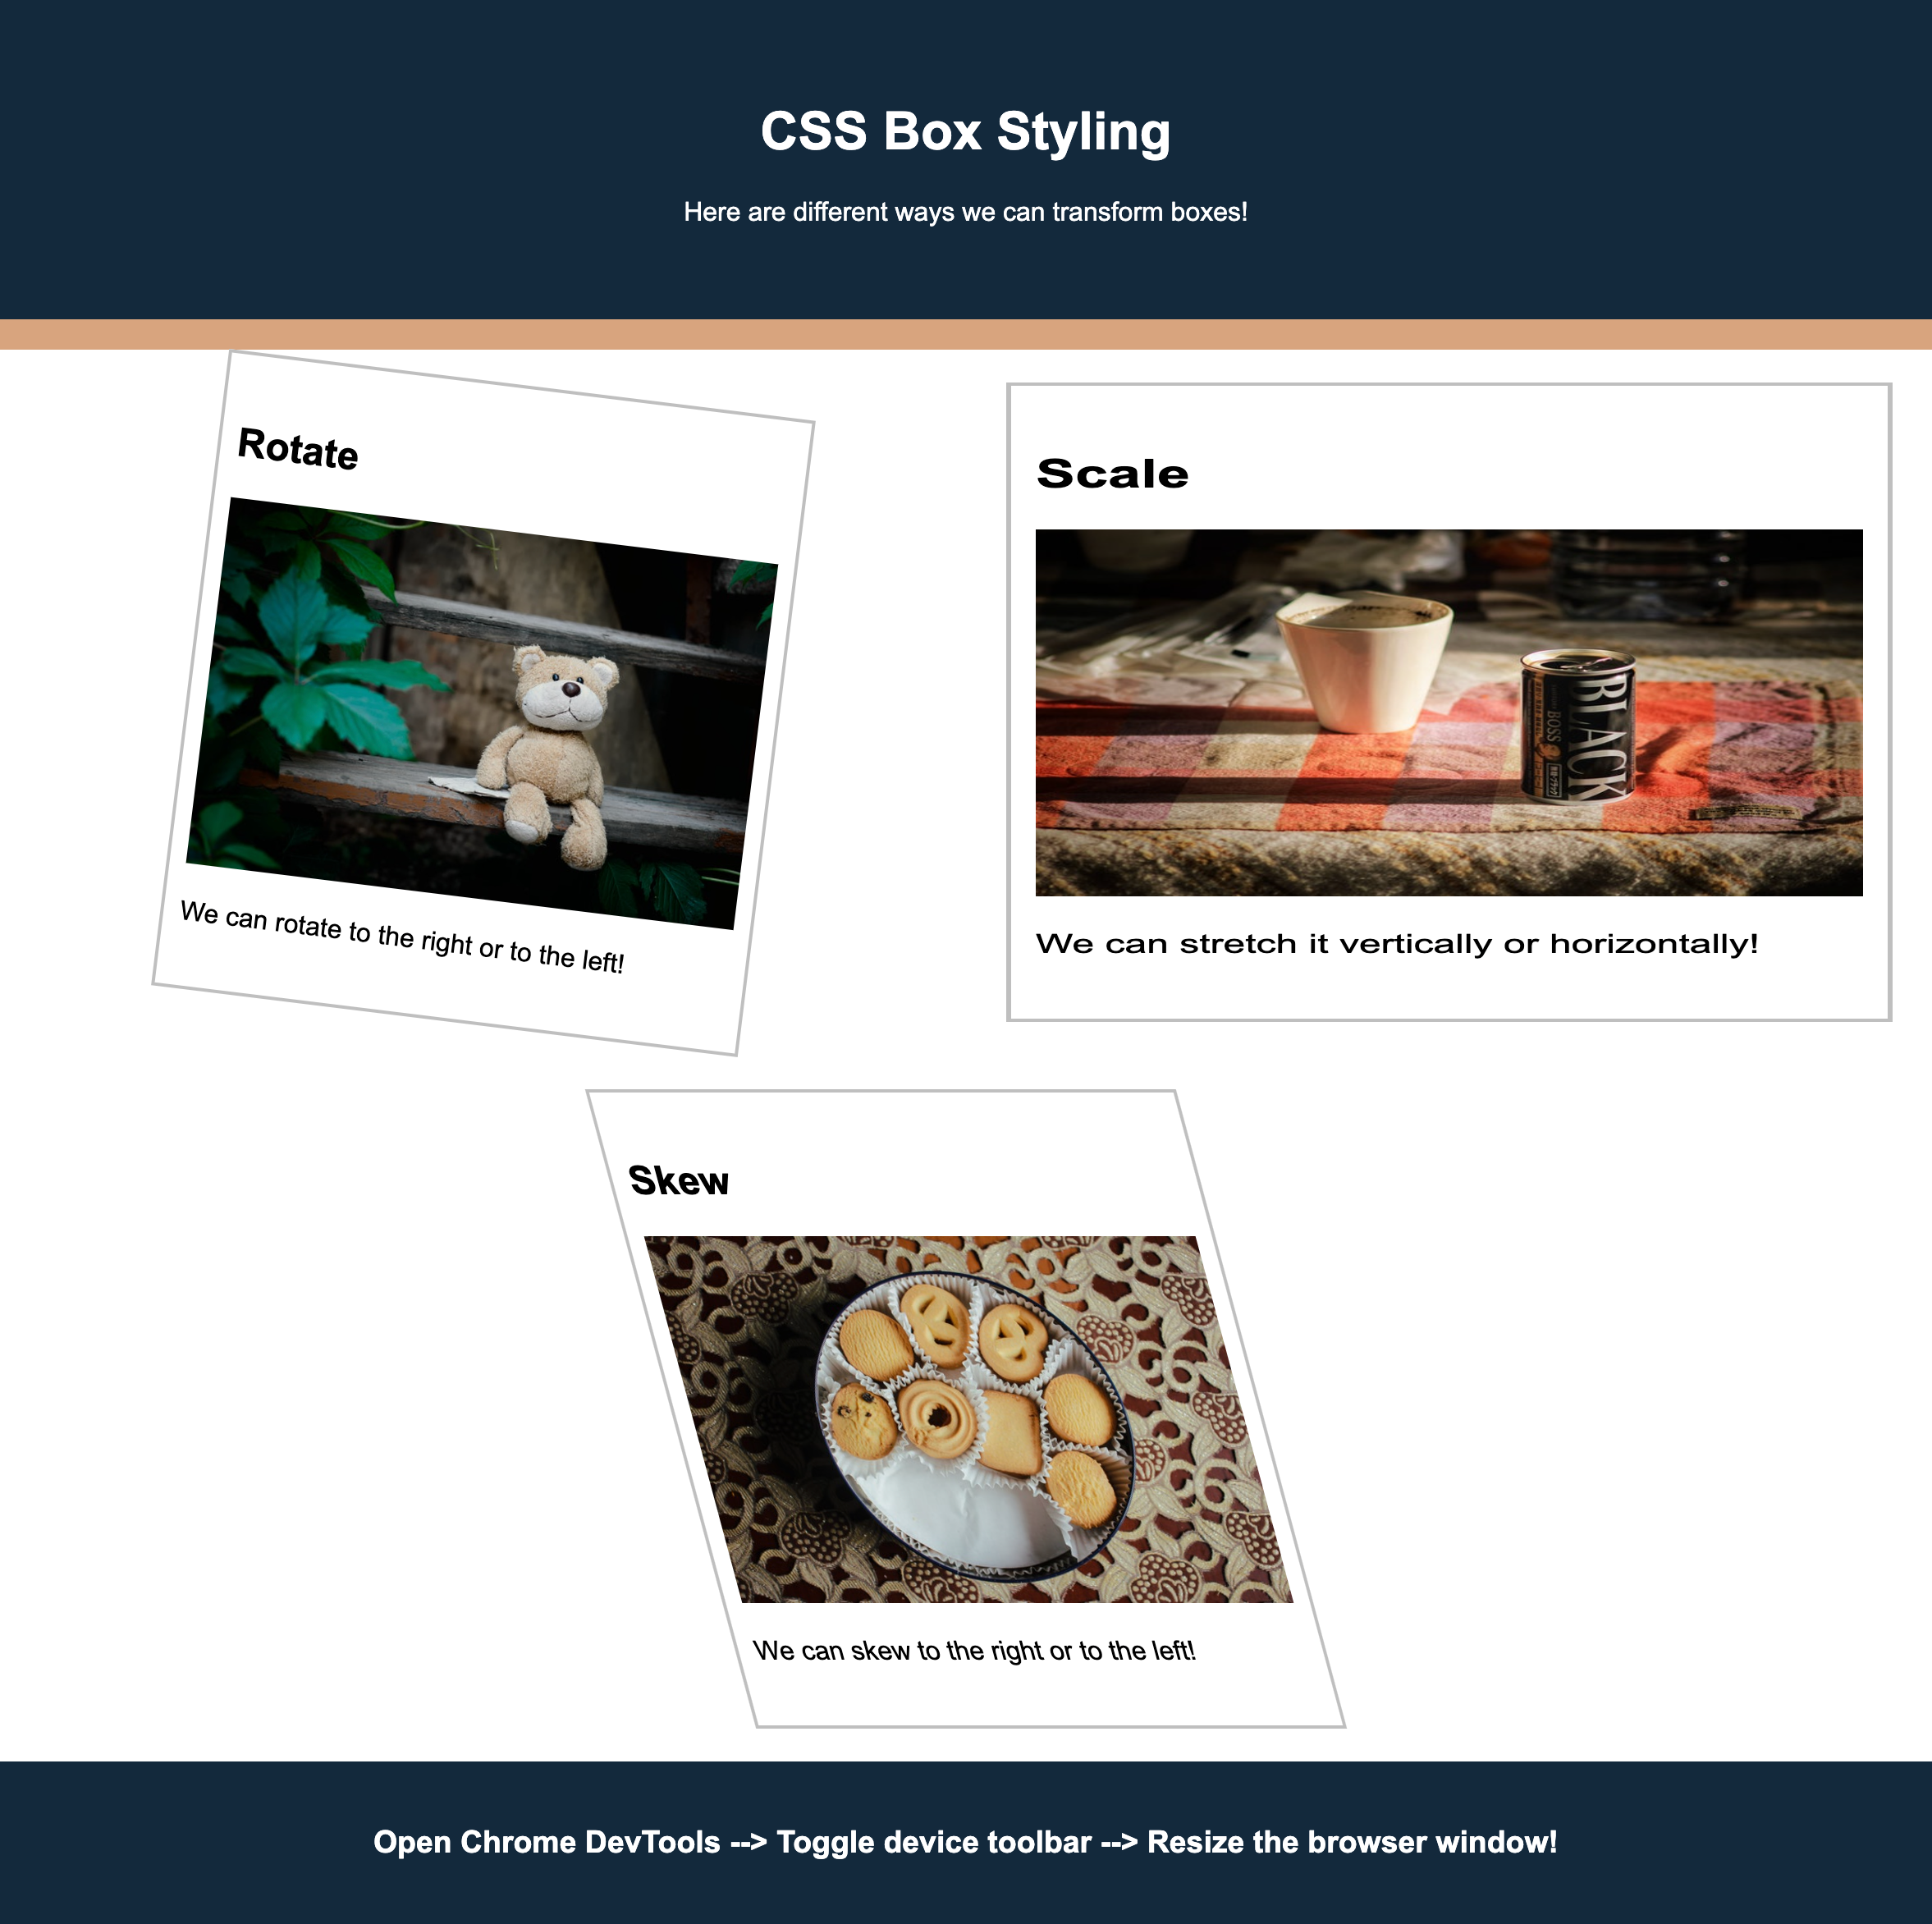 CSS Box Styling
Here are different ways we can transform boxes!
Rotate
We can rotate to the right or to the left!
Scale
BLACK
BOSS
We can stretch it vertically or horizontally!
Skew
We can skew to the right or to the left!
Open Chrome DevTools --> Toggle device toolbar --> Resize the browser window!